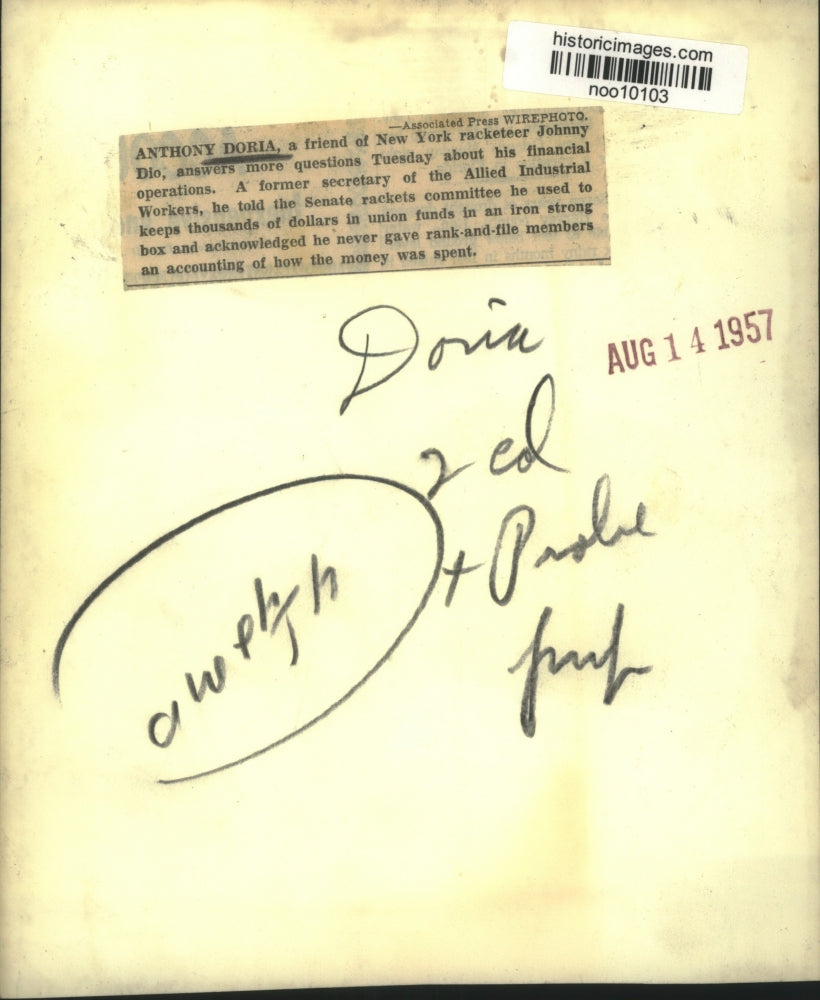 historicimages.com
noo10103
—Associated Press WIREPHOTO.
ANTHONY DORIA, a friend of New York racketeer Johnny
Dio, answers more questions Tuesday about his financial
operations. A former secretary of the Allied Industrial
Workers, he told the Senate rackets committee he used to
keeps thousands of dollars in union funds in an iron strong
box and acknowledged he never gave rank-and-file members
an accounting of how the money was spent.
Doria
AUG 14 1957
2 col
+ Probe